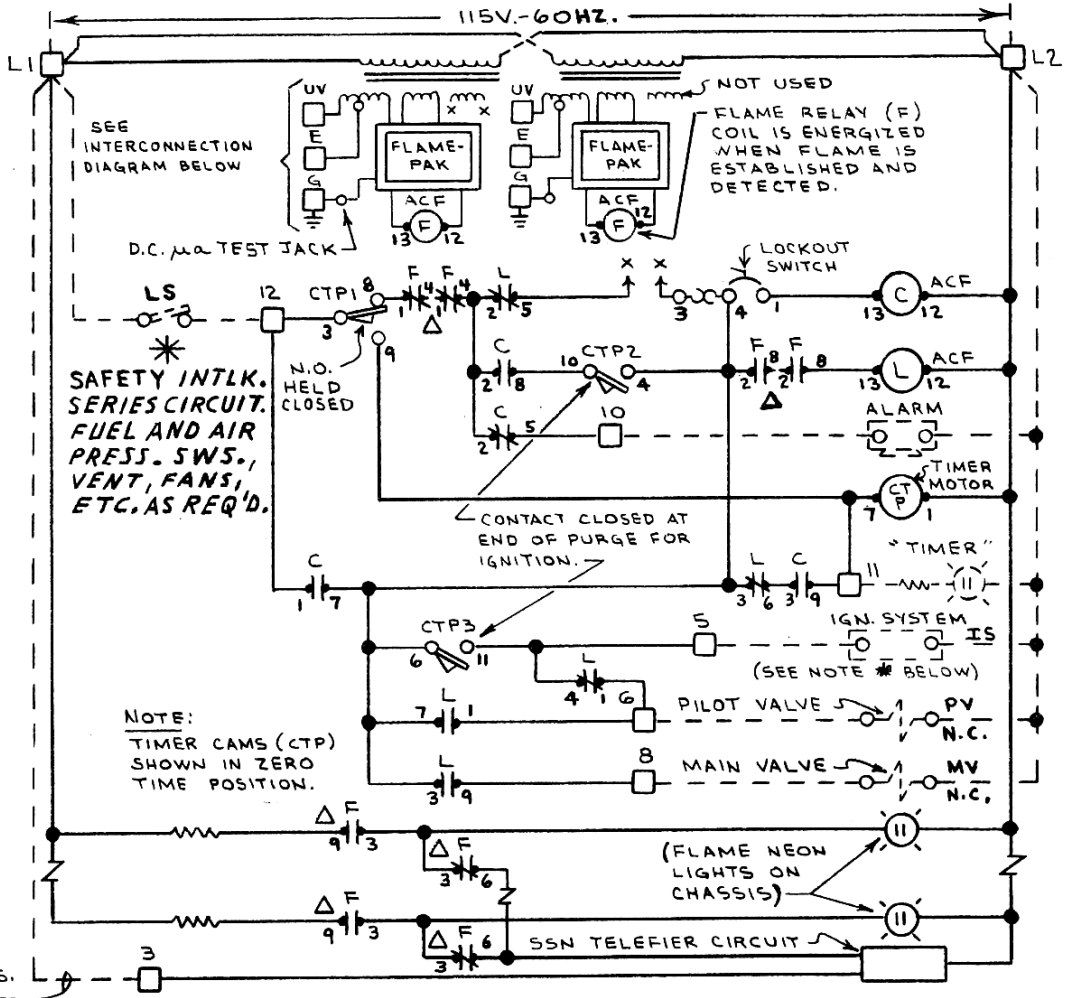 115V.-60HZ.
L1
L2
UV
UV
NOT USED
SEE
INTERCONNECTION
DIAGRAM BELOW
E
E
G
G
X X
FLAME-
PAK
FLAME-
PAK
FLAME RELAY (F)
COIL IS ENERGIZED
WHEN FLAME IS
ESTABLISHED AND
DETECTED.
ACF
ACF
13 F 12
13 F 12
D.C. µa TEST JACK
LOCKOUT
SWITCH
X X
LS
12
CTP1
8
3
9
F
1 4
F
1 4
△
L
2 5
3
4
1
C
ACF
13 12
N.O.
HELD
CLOSED
SAFETY INTLK.
SERIES CIRCUIT.
FUEL AND AIR
PRESS. SWS.,
VENT, FANS,
ETC. AS REQ'D.
C
2 8
10 CTP2 4
F
2 8
F
2 8
△
L
ACF
13 12
C
2 5
10
ALARM
TIMER
MOTOR
7 CTP 1
CONTACT CLOSED AT
END OF PURGE FOR
IGNITION.
"TIMER"
C
1 7
L
3 6
C
3 9
11
CTP3
6 11
5
IGN. SYSTEM
IS
(SEE NOTE * BELOW)
L
4 1
6
NOTE:
TIMER CAMS (CTP)
SHOWN IN ZERO
TIME POSITION.
L
7 1
PILOT VALVE
PV
N.C.
L
3 9
8
MAIN VALVE
MV
N.C.
△ F
9 3
△ F
3 6
(FLAME NEON
LIGHTS ON
CHASSIS)
△ F
9 3
△ F
3 6
SSN TELEFIER CIRCUIT
3
S.